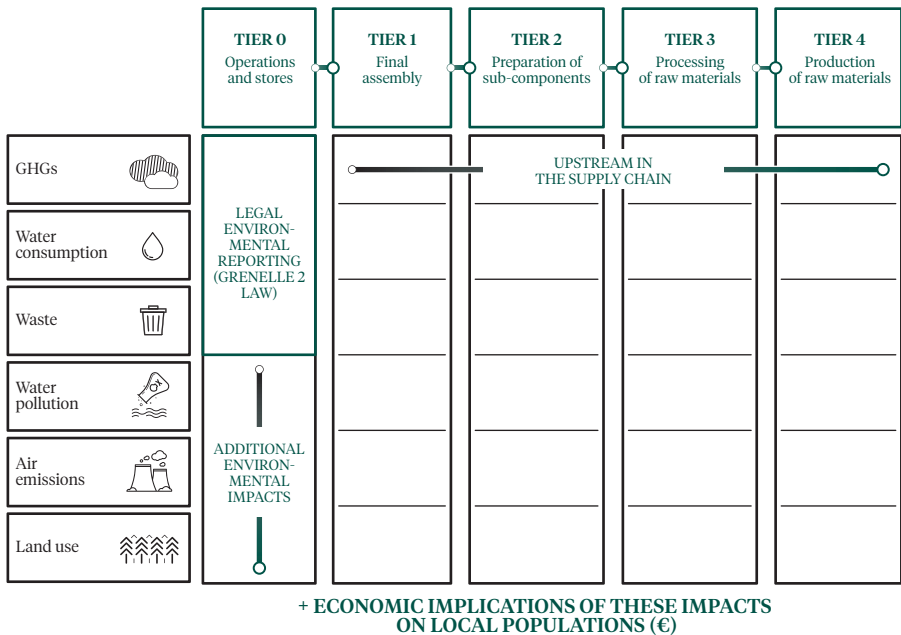 TIER 0
Operations
and stores
TIER 1
Final
assembly
TIER 2
Preparation of
sub-components
TIER 3
Processing
of raw materials
TIER 4
Production
of raw materials
GHGs
Water
consumption
Waste
Water
pollution
Air
emissions
Land use
LEGAL
ENVIRON-
MENTAL
REPORTING
(GRENELLE 2
LAW)
ADDITIONAL
ENVIRON-
MENTAL
IMPACTS
UPSTREAM IN
THE SUPPLY CHAIN
+ ECONOMIC IMPLICATIONS OF THESE IMPACTS
ON LOCAL POPULATIONS (€)